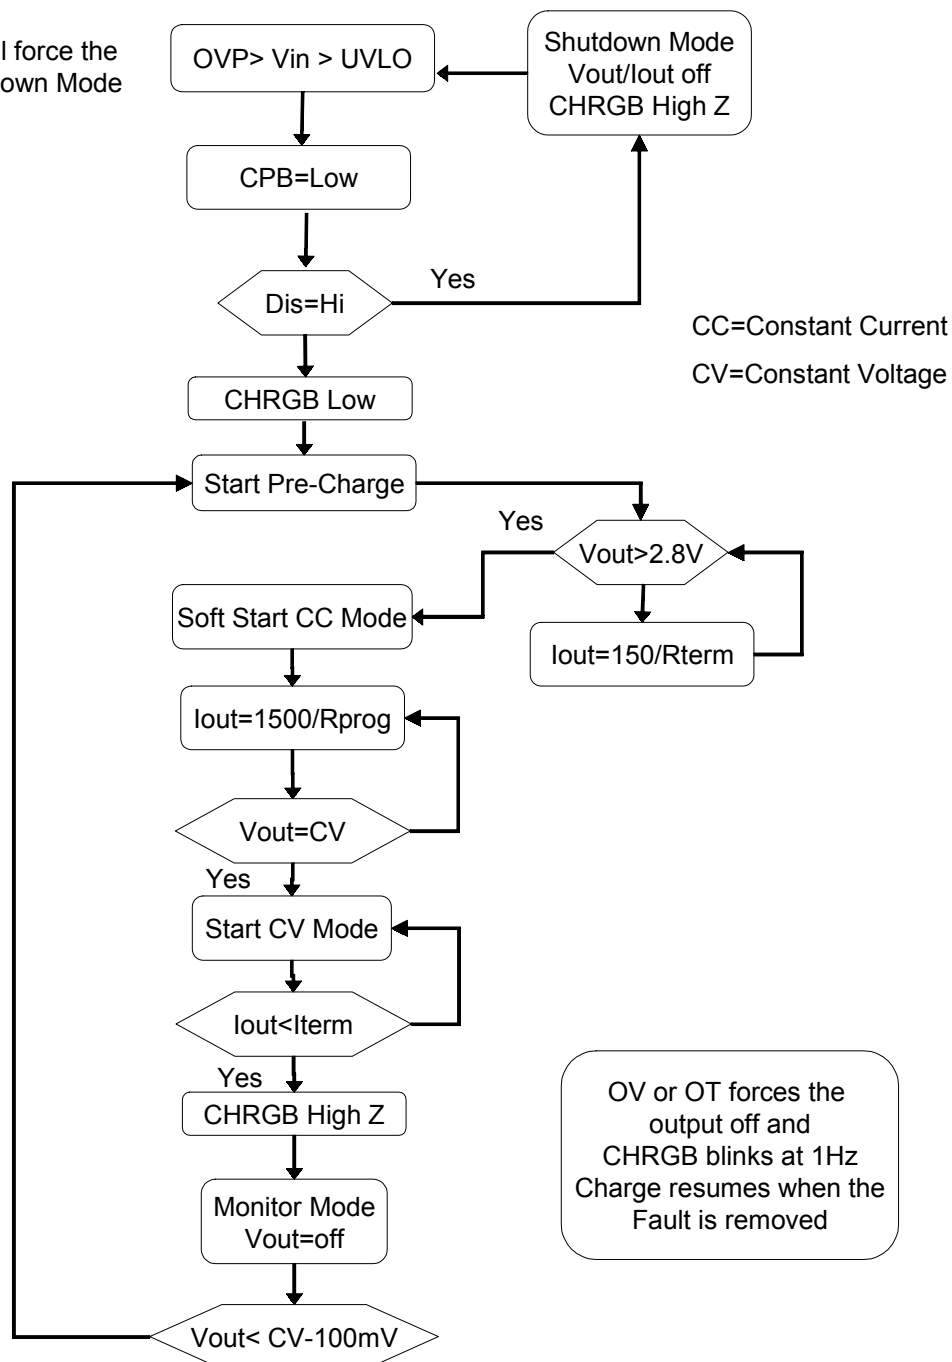 l force the
own Mode
OVP> Vin > UVLO
Shutdown Mode
Vout/Iout off
CHRGB High Z
CPB=Low
Dis=Hi
Yes
CC=Constant Current
CV=Constant Voltage
CHRGB Low
Start Pre-Charge
Yes
Vout>2.8V
Soft Start CC Mode
Iout=150/Rterm
Iout=1500/Rprog
Vout=CV
Yes
Start CV Mode
Iout<Iterm
Yes
CHRGB High Z
Monitor Mode
Vout=off
Vout< CV-100mV
OV or OT forces the
output off and
CHRGB blinks at 1Hz
Charge resumes when the
Fault is removed